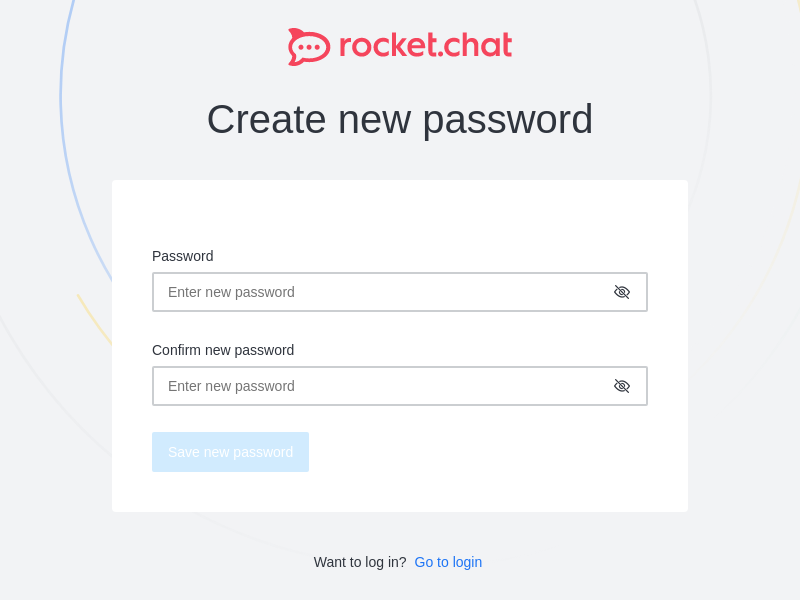 rocket.chat
Create new password
Password
Enter new password
Confirm new password
Enter new password
Save new password
Want to log in? Go to login